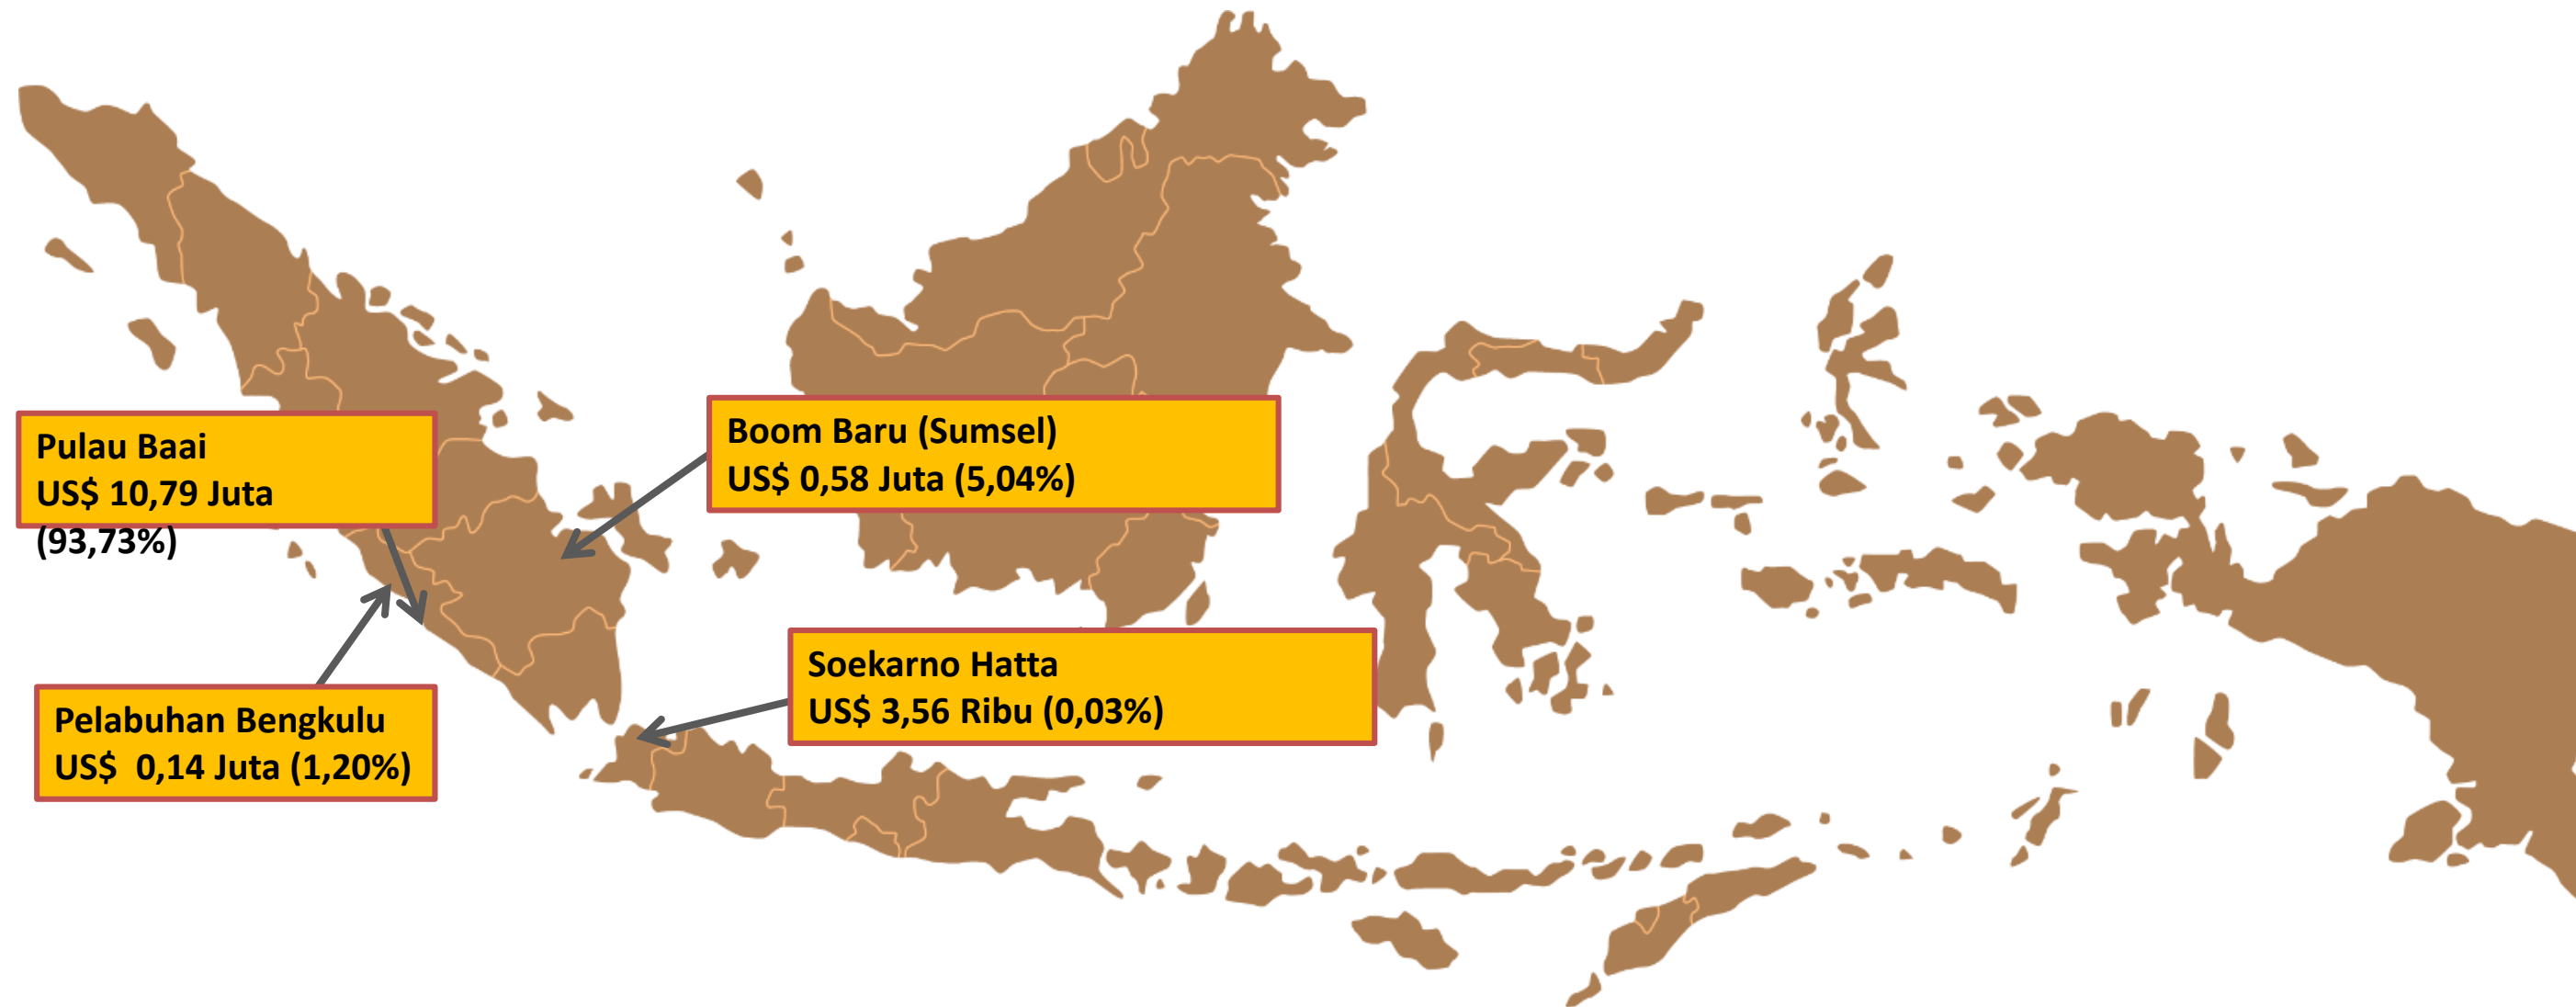 Pulau Baai
US$ 10,79 Juta
(93,73%)
Boom Baru (Sumsel)
US$ 0,58 Juta (5,04%)
Soekarno Hatta
US$ 3,56 Ribu (0,03%)
Pelabuhan Bengkulu
US$  0,14 Juta (1,20%)